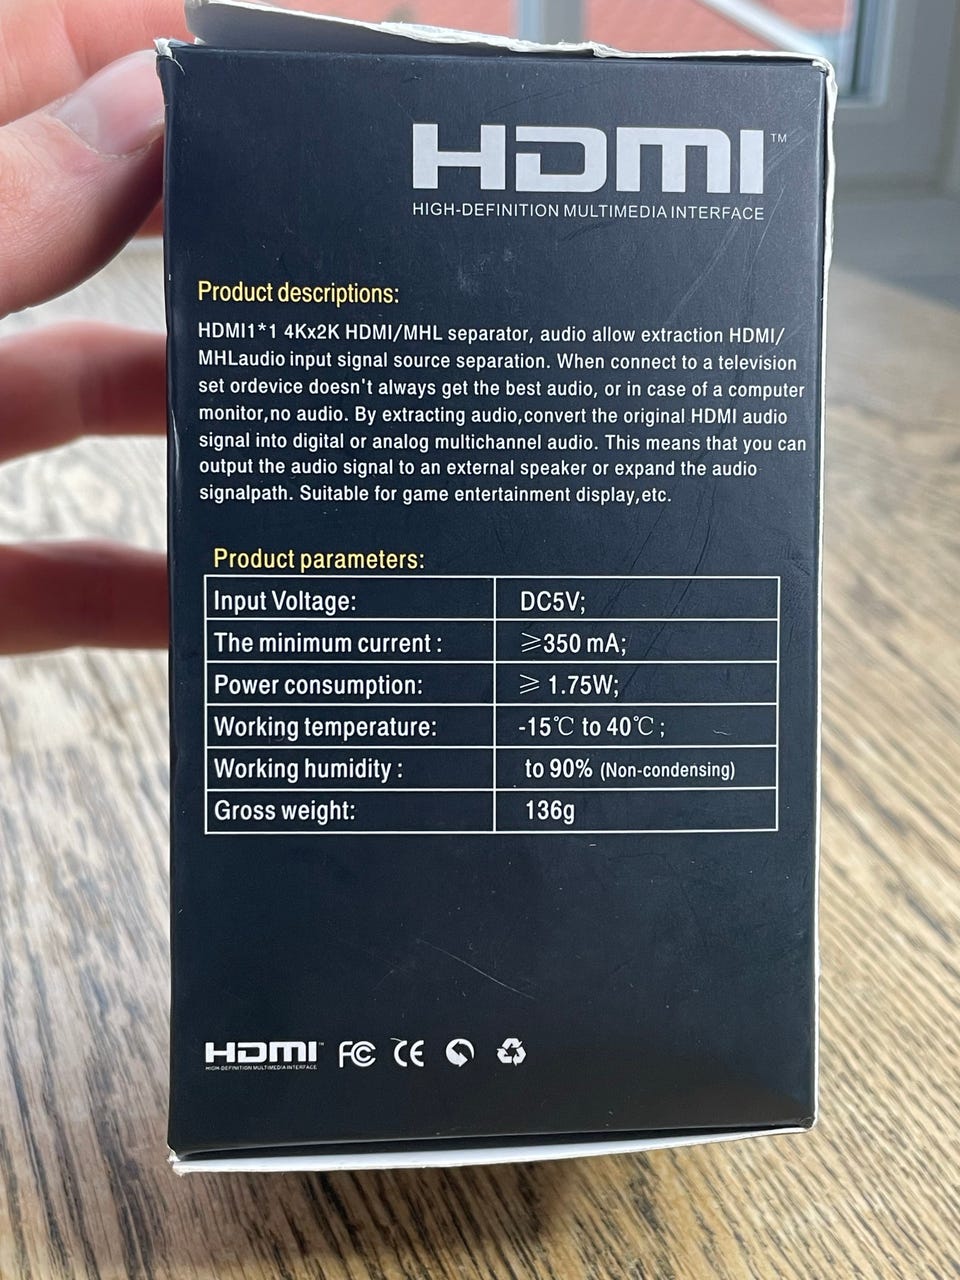 HDMI™
HIGH-DEFINITION MULTIMEDIA INTERFACE
Product descriptions:
HDMI1*1 4Kx2K HDMI/MHL separator, audio allow extraction HDMI/
MHLaudio input signal source separation. When connect to a television
set ordevice doesn't always get the best audio, or in case of a computer
monitor,no audio. By extracting audio,convert the original HDMI audio
signal into digital or analog multichannel audio. This means that you can
output the audio signal to an external speaker or expand the audio
signalpath. Suitable for game entertainment display,etc.
Product parameters:
Input Voltage: DC5V;
The minimum current : ⩾350 mA;
Power consumption: ⩾ 1.75W;
Working temperature: -15℃ to 40℃ ;
Working humidity : to 90% (Non-condensing)
Gross weight: 136g
HDMI™ FC CE
HIGH-DEFINITION MULTIMEDIA INTERFACE